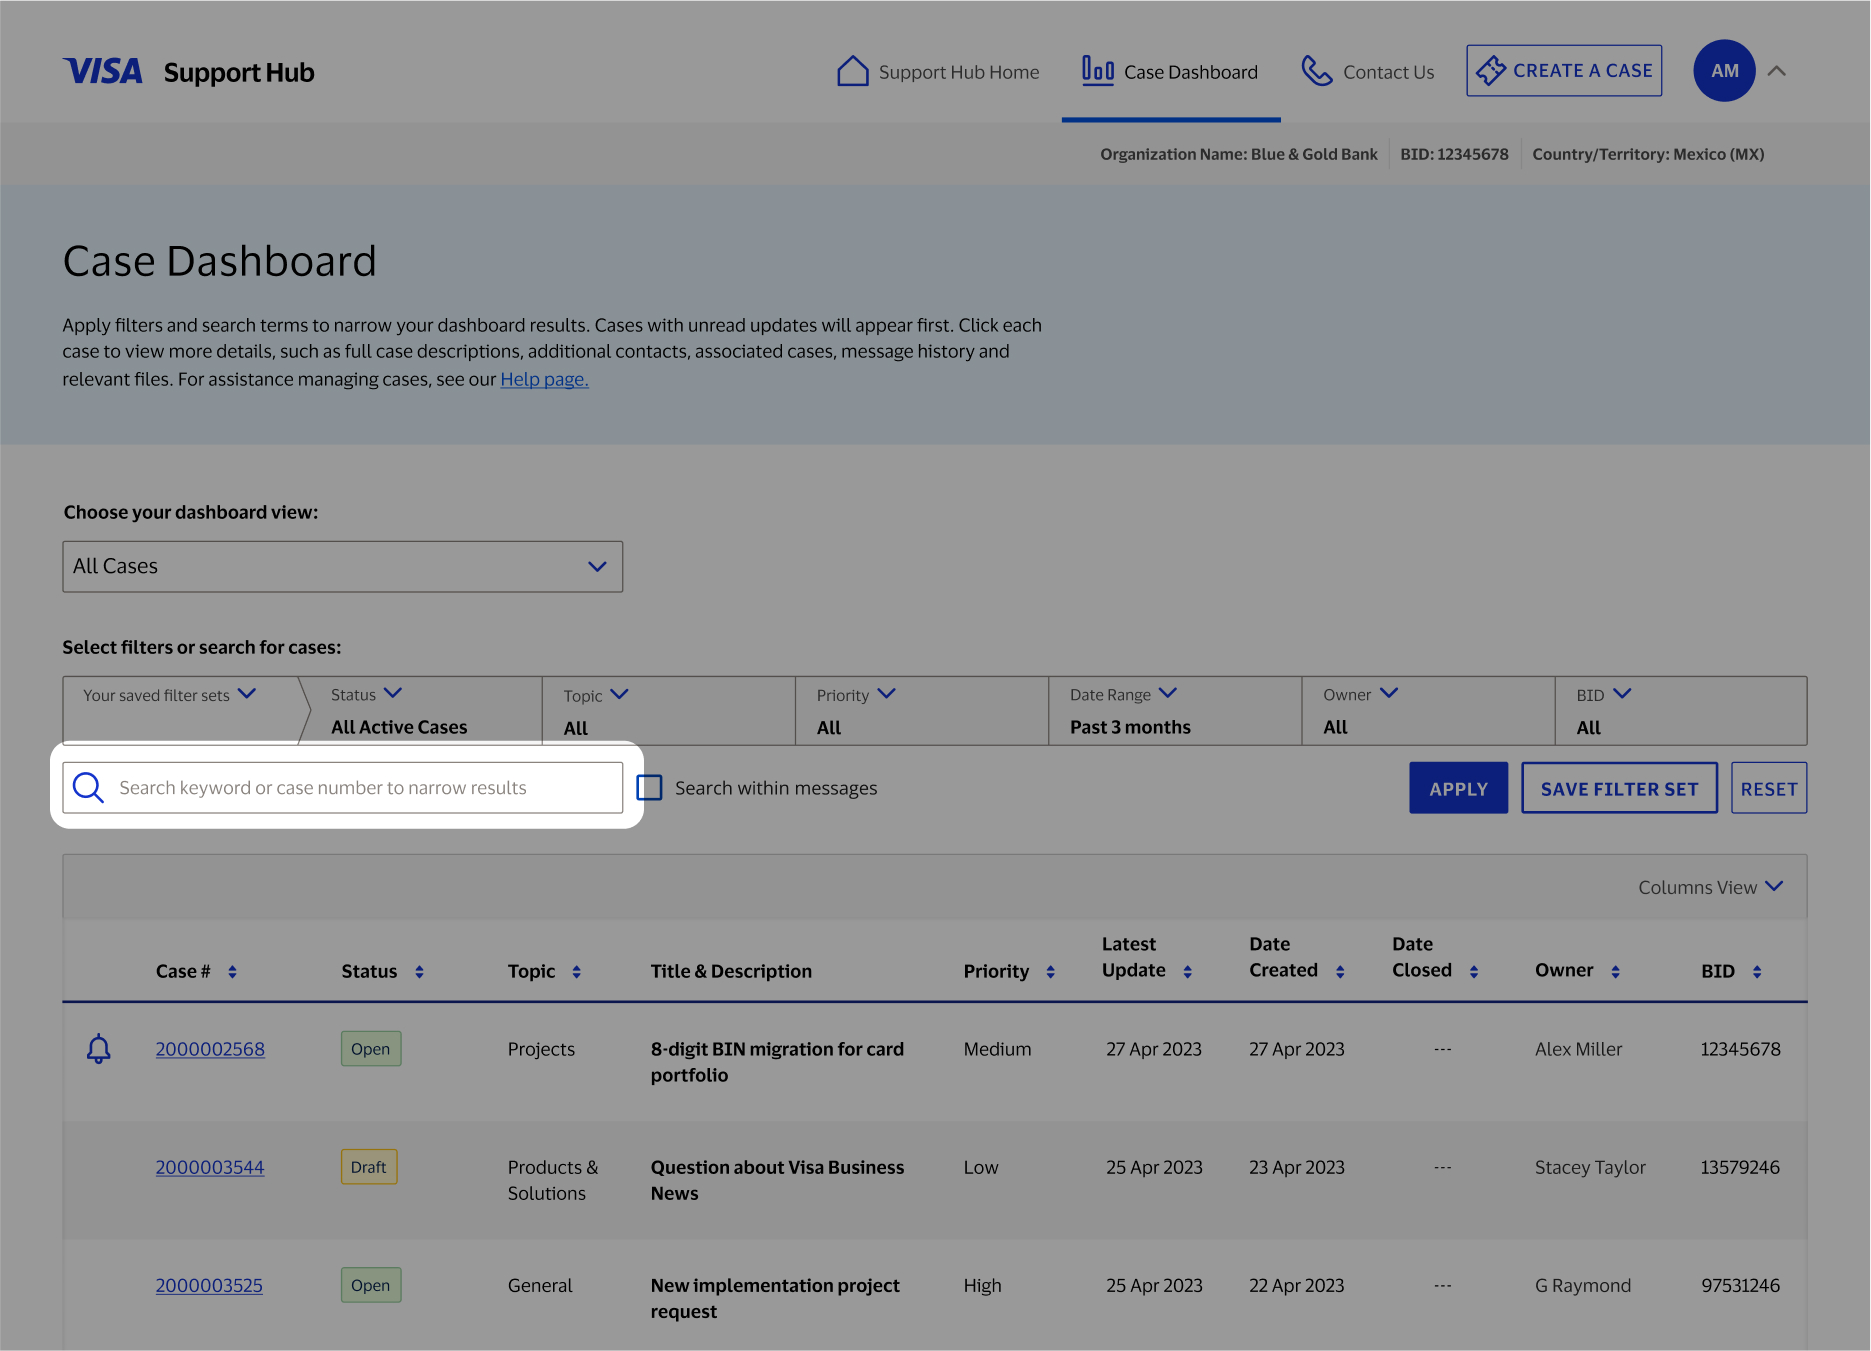 VISA Support Hub
Support Hub Home
Case Dashboard
Contact Us
CREATE A CASE
AM
Organization Name: Blue & Gold Bank
BID: 12345678
Country/Territory: Mexico (MX)
Case Dashboard
Apply filters and search terms to narrow your dashboard results. Cases with unread updates will appear first. Click each
case to view more details, such as full case descriptions, additional contacts, associated cases, message history and
relevant files. For assistance managing cases, see our Help page.
Choose your dashboard view:
All Cases
Select filters or search for cases:
Your saved filter sets
Status
All Active Cases
Topic
All
Priority
All
Date Range
Past 3 months
Owner
All
BID
All
Search keyword or case number to narrow results
Search within messages
APPLY
SAVE FILTER SET
RESET
Columns View
Case #
Status
Topic
Title & Description
Priority
Latest
Update
Date
Created
Date
Closed
Owner
BID
2000002568
Open
Projects
8-digit BIN migration for card
portfolio
Medium
27 Apr 2023
27 Apr 2023
---
Alex Miller
12345678
2000003544
Draft
Products &
Solutions
Question about Visa Business
News
Low
25 Apr 2023
23 Apr 2023
---
Stacey Taylor
13579246
2000003525
Open
General
New implementation project
request
High
25 Apr 2023
22 Apr 2023
---
G Raymond
97531246